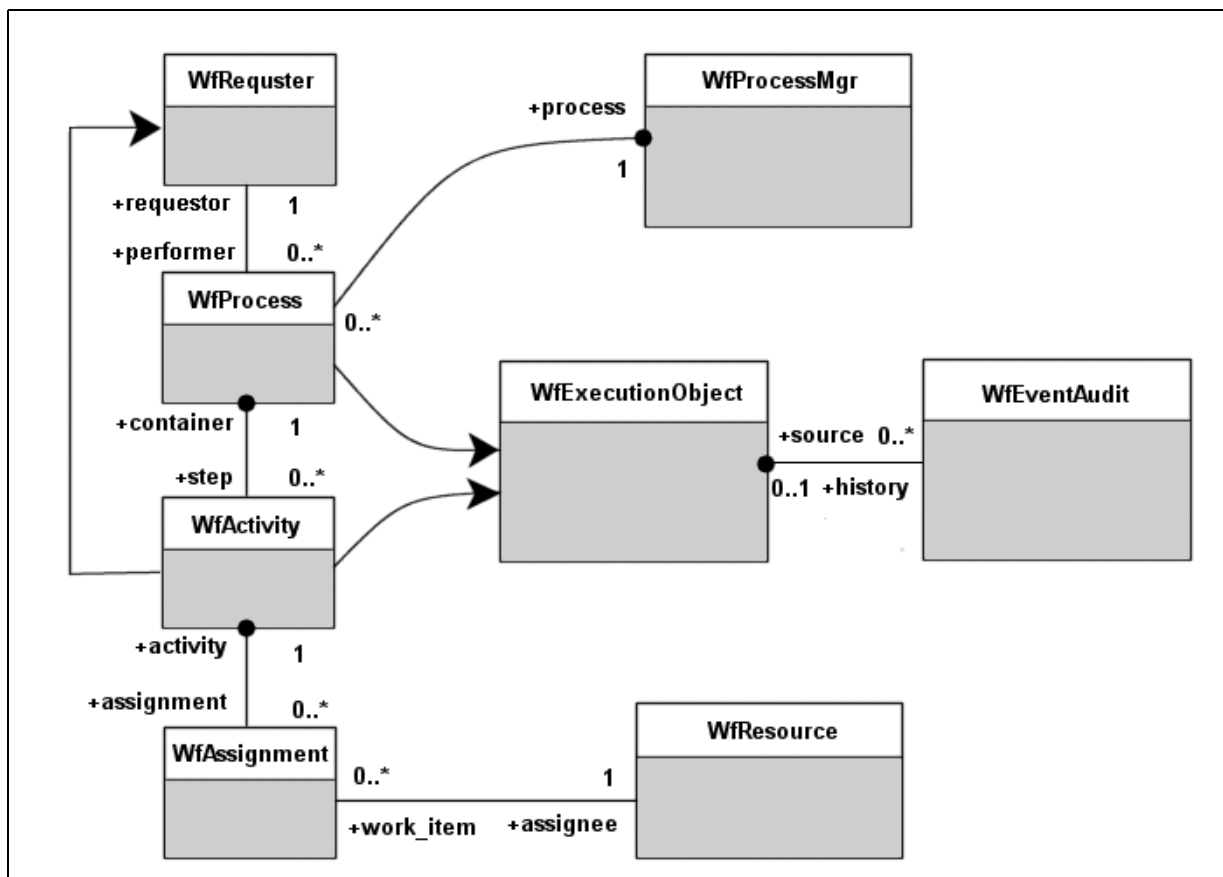 WfRequster
WfProcessMgr
+process
1
+requestor 1
+performer 0..*
WfProcess
0..*
WfExecutionObject
WfEventAudit
+container 1
+source 0..*
+step 0..*
0..1 +history
WfActivity
+activity 1
+assignment 0..*
WfAssignment
WfResource
0..* 1
+work_item +assignee